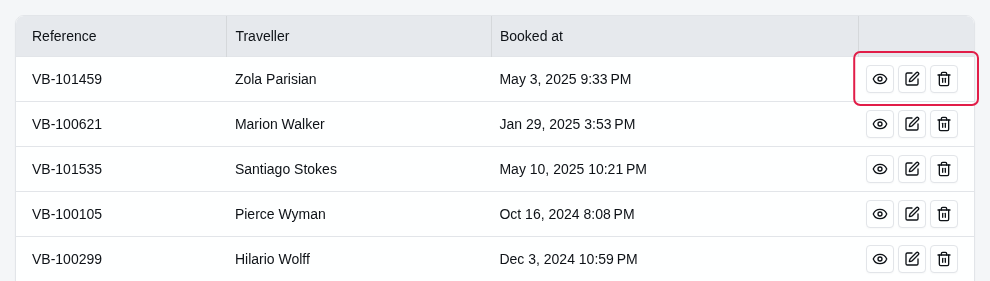 Reference Traveller Booked at
VB-101459 Zola Parisian May 3, 2025 9:33 PM
VB-100621 Marion Walker Jan 29, 2025 3:53 PM
VB-101535 Santiago Stokes May 10, 2025 10:21 PM
VB-100105 Pierce Wyman Oct 16, 2024 8:08 PM
VB-100299 Hilario Wolff Dec 3, 2024 10:59 PM